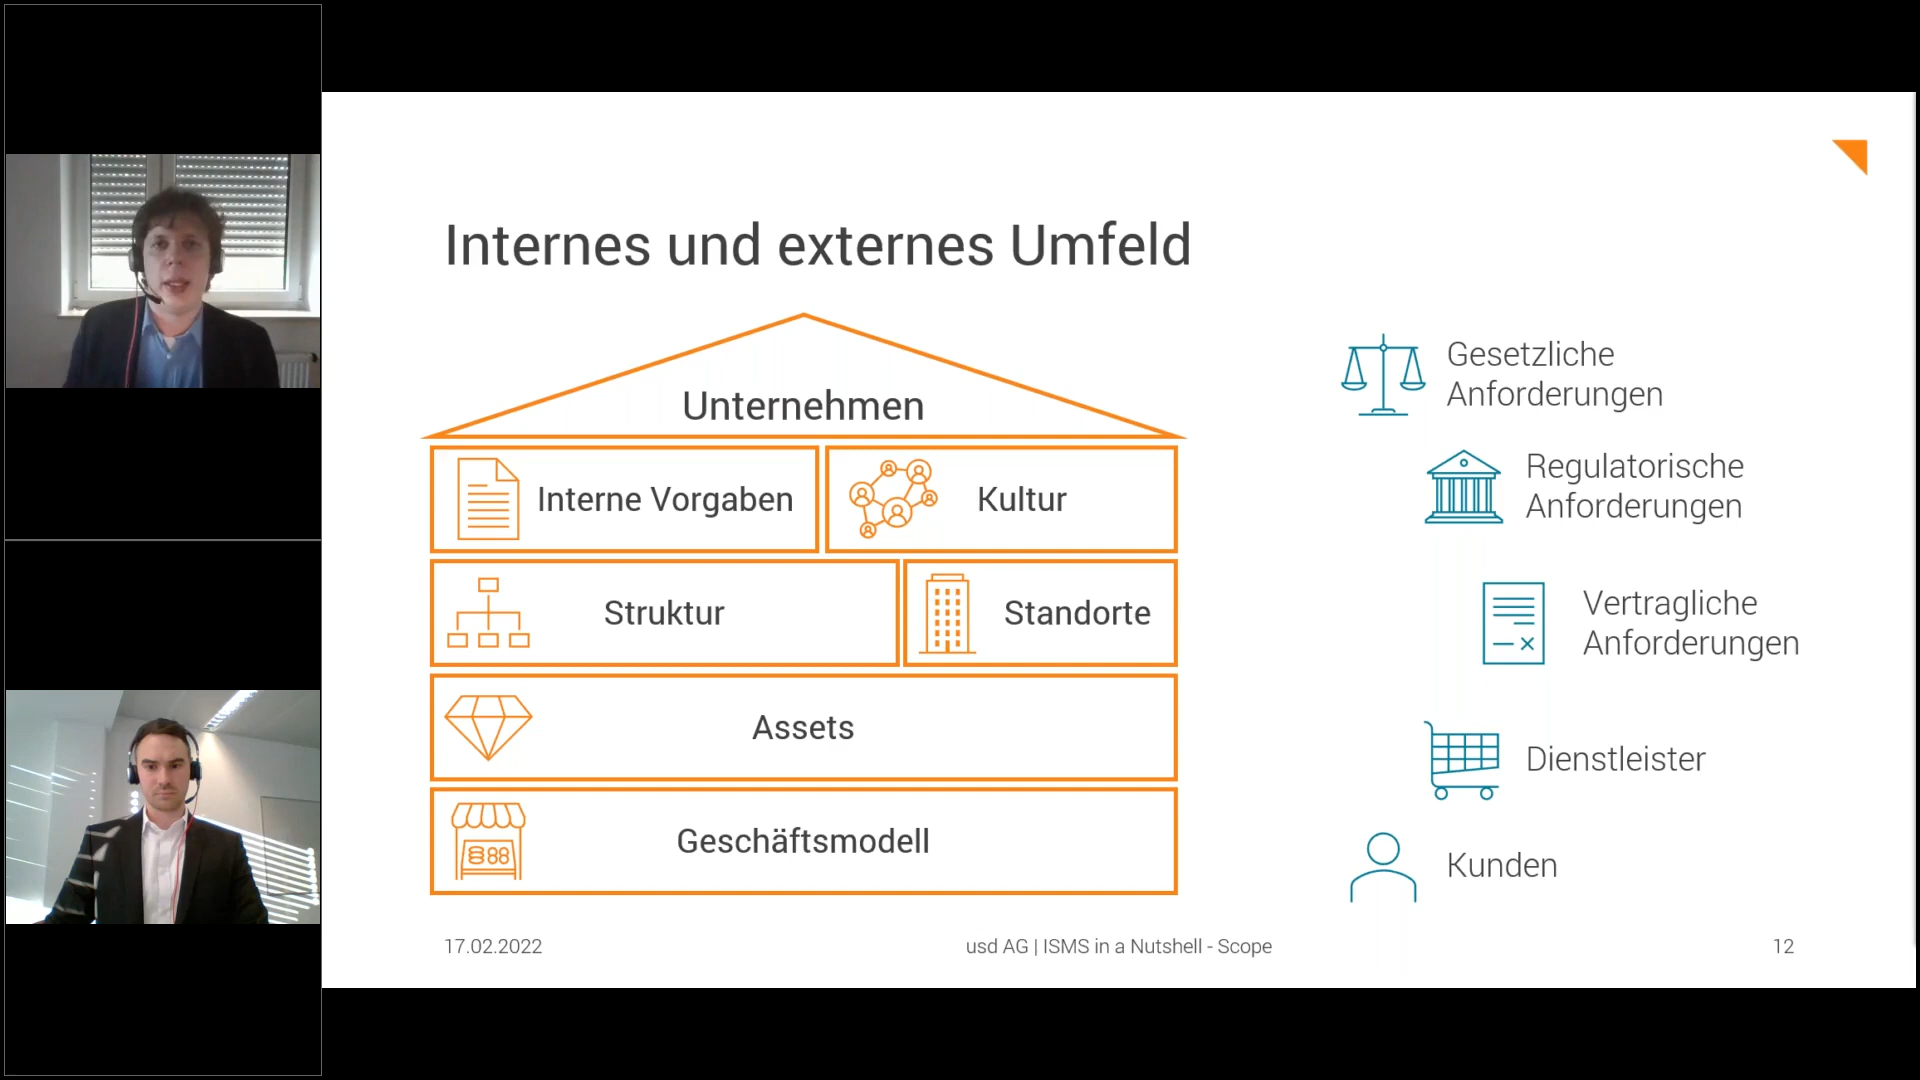 Internes und externes Umfeld
Unternehmen
Interne Vorgaben
Kultur
Struktur
Standorte
Assets
Geschäftsmodell
Gesetzliche
Anforderungen
Regulatorische
Anforderungen
Vertragliche
Anforderungen
Dienstleister
Kunden
17.02.2022
usd AG | ISMS in a Nutshell - Scope
12